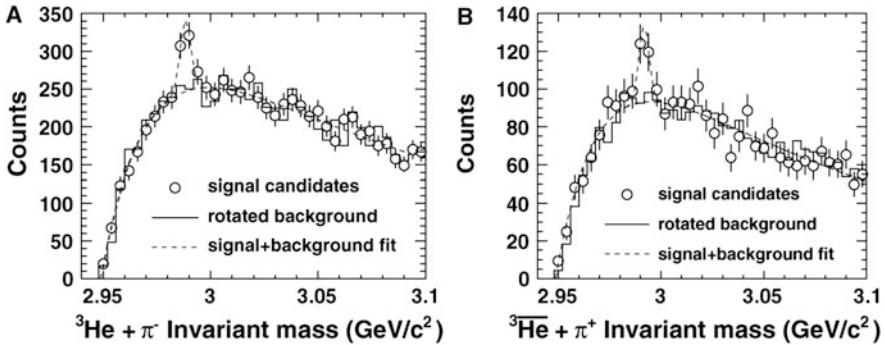 A
350
300
250
200
150
100
50
0
Counts
signal candidates
rotated background
signal+background fit
2.95 3 3.05 3.1
³He + π⁻ Invariant mass (GeV/c²)
B
140
120
100
80
60
40
20
0
Counts
signal candidates
rotated background
signal+background fit
2.95 3 3.05 3.1
³H̅e̅ + π⁺ Invariant mass (GeV/c²)